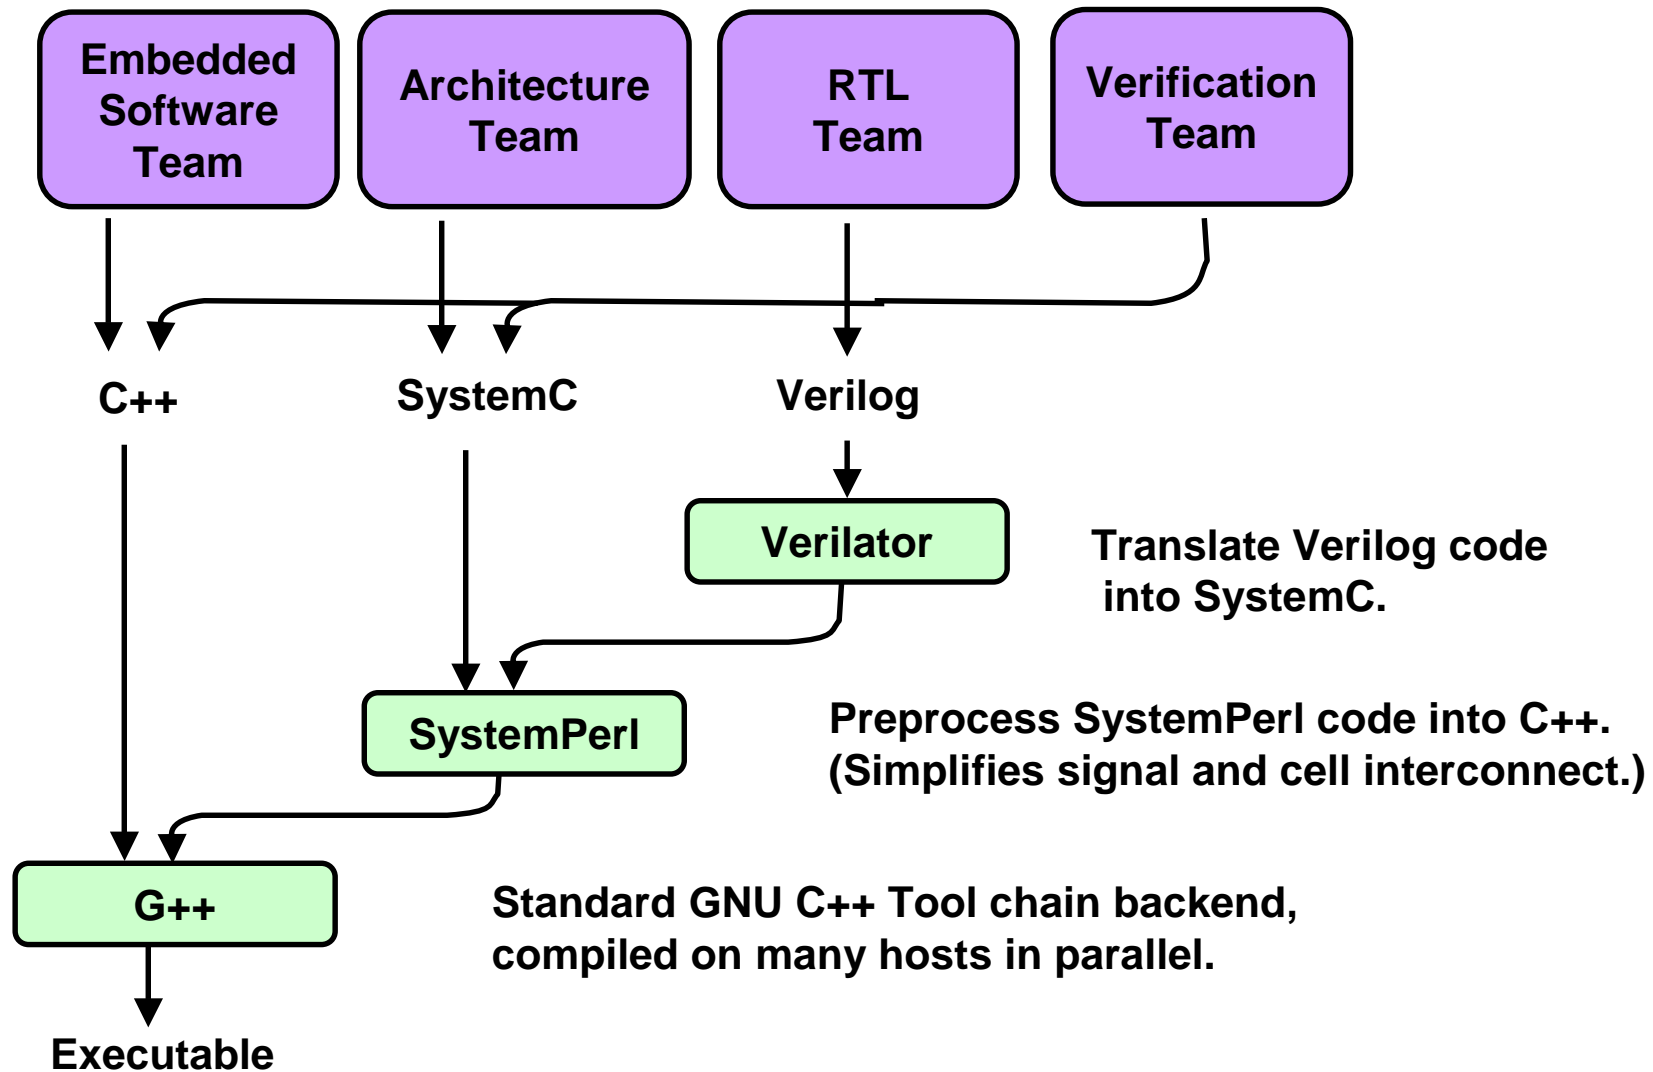 Embedded
Software
Team
Architecture
Team
RTL
Team
Verification
Team
C++
SystemC
Verilog
Verilator
Translate Verilog code
into SystemC.
SystemPerl
Preprocess SystemPerl code into C++.
(Simplifies signal and cell interconnect.)
G++
Standard GNU C++ Tool chain backend,
compiled on many hosts in parallel.
Executable